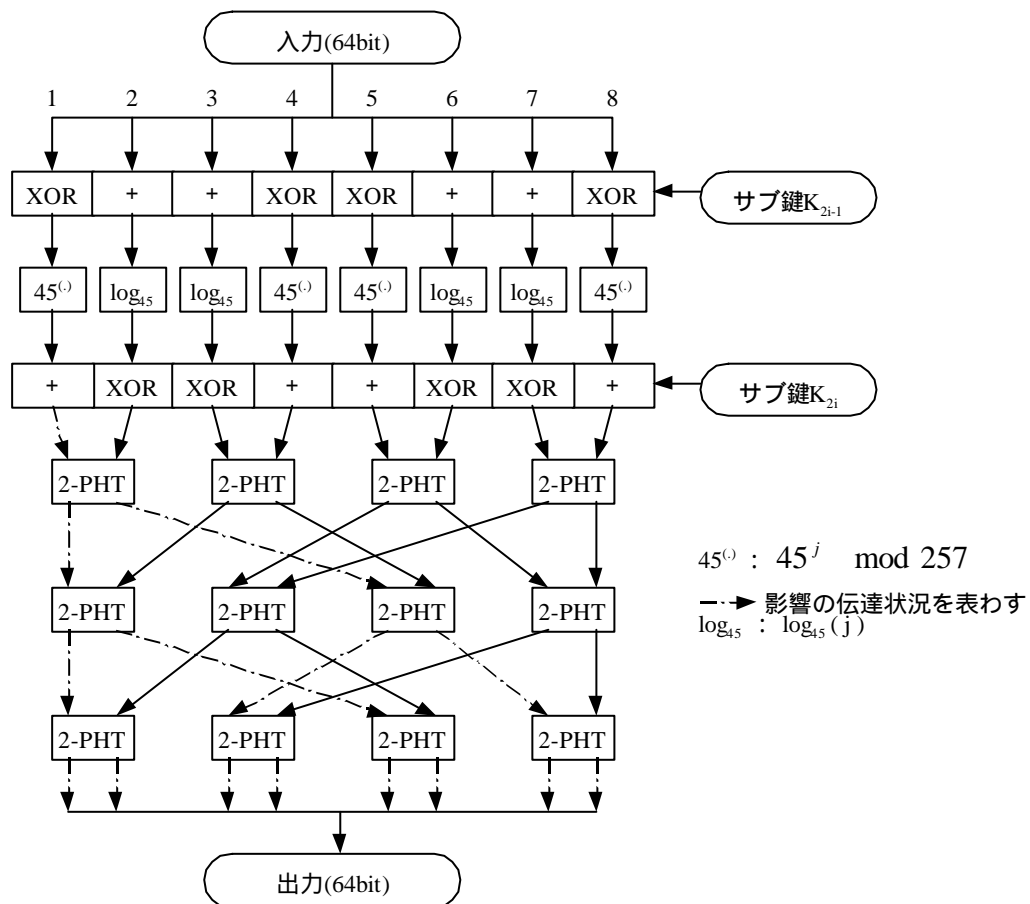 入力(64bit)
1 2 3 4 5 6 7 8
XOR + + XOR XOR + + XOR
サブ鍵K₂ᵢ₋₁
45⁽·⁾ log₄₅ log₄₅ 45⁽·⁾ 45⁽·⁾ log₄₅ log₄₅ 45⁽·⁾
+ XOR XOR + + XOR XOR +
サブ鍵K₂ᵢ
2-PHT 2-PHT 2-PHT 2-PHT
45⁽·⁾ : 45ʲ mod 257
2-PHT 2-PHT 2-PHT 2-PHT
影響の伝達状況を表わす
log₄₅ : log₄₅(j)
2-PHT 2-PHT 2-PHT 2-PHT
出力(64bit)